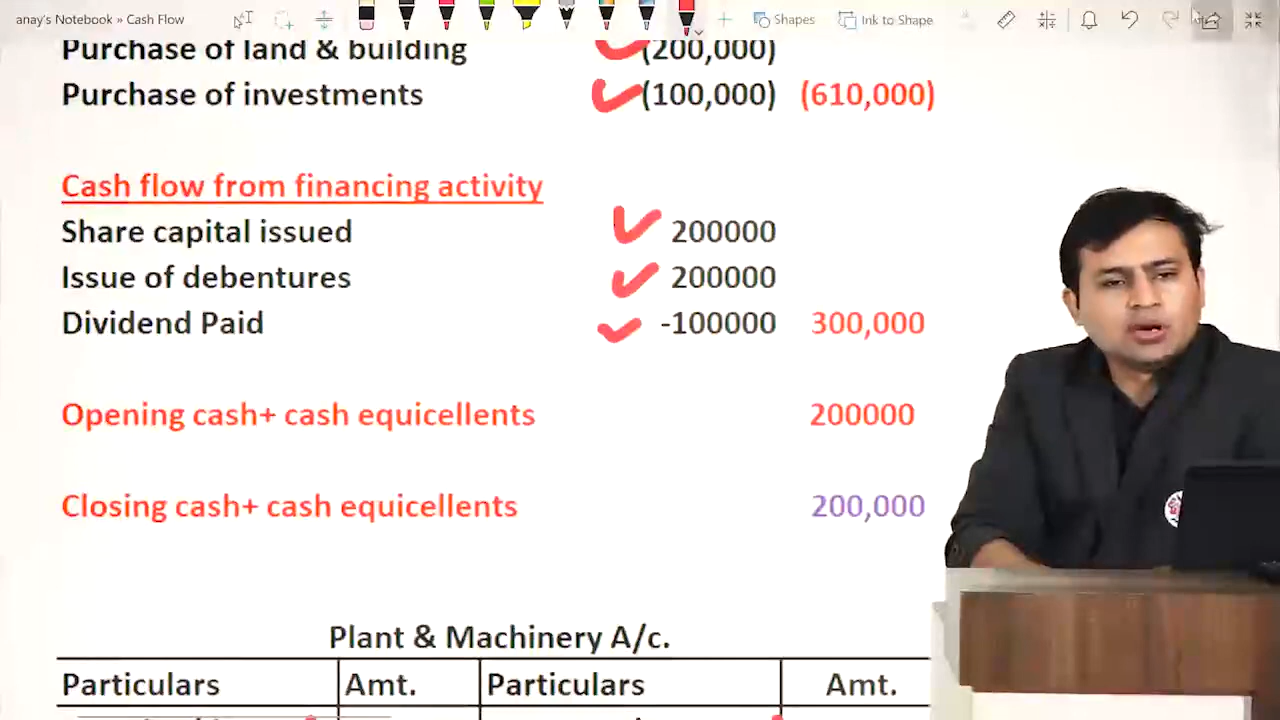 anay's Notebook » Cash Flow
Shapes
Ink to Shape
Purchase of land & building (200,000)
Purchase of investments (100,000) (610,000)
Cash flow from financing activity
Share capital issued 200000
Issue of debentures 200000
Dividend Paid -100000 300,000
Opening cash+ cash equicellents 200000
Closing cash+ cash equicellents 200,000
Plant & Machinery A/c.
Particulars Amt. Particulars Amt.